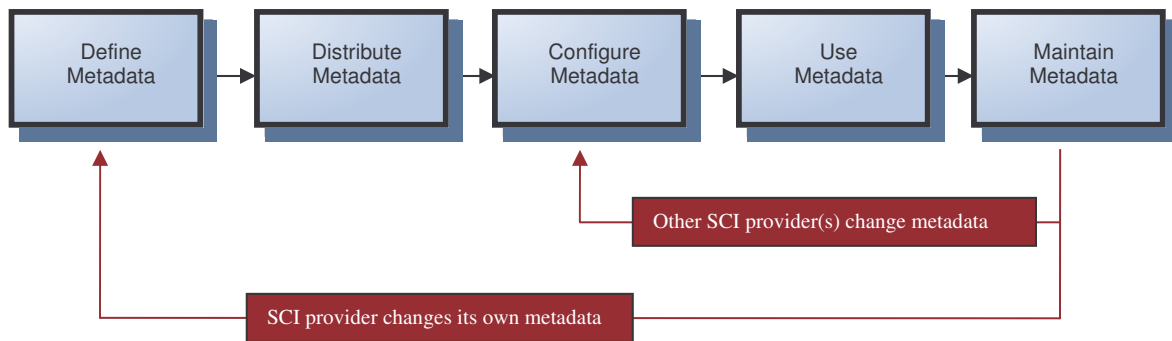 Define
Metadata
Distribute
Metadata
Configure
Metadata
Use
Metadata
Maintain
Metadata
Other SCI provider(s) change metadata
SCI provider changes its own metadata